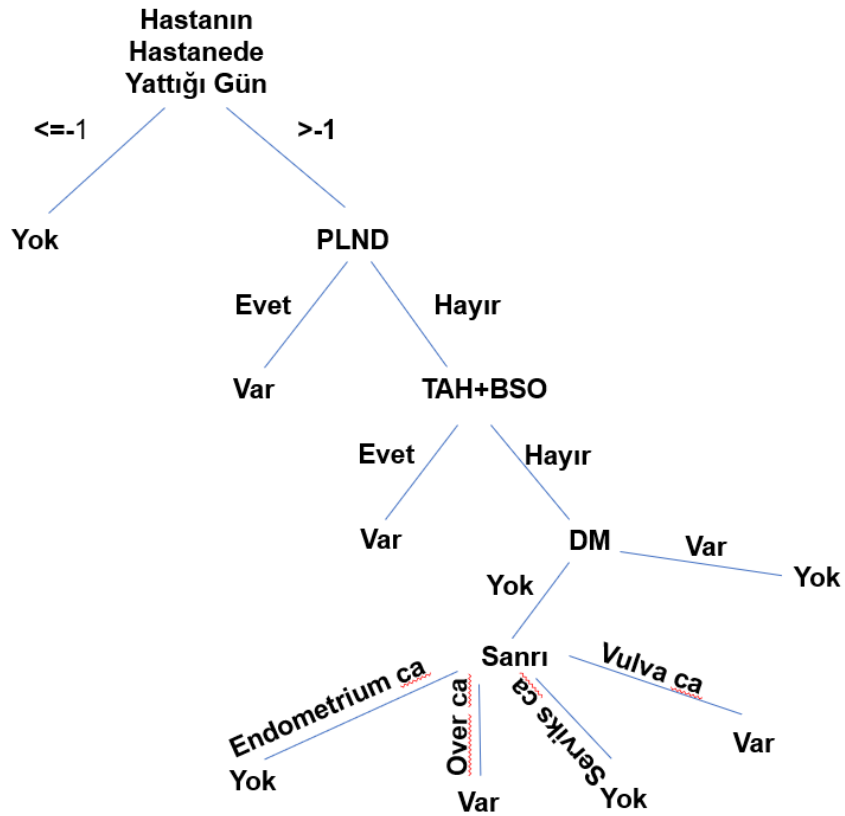 Hastanın
Hastanede
Yattığı Gün
<=-1
>-1
Yok
PLND
Evet
Hayır
Var
TAH+BSO
Evet
Hayır
Var
DM
Var
Yok
Yok
Sanrı
Endometrium ca
Over ca
Serviks ca
Vulva ca
Yok
Var
Yok
Var